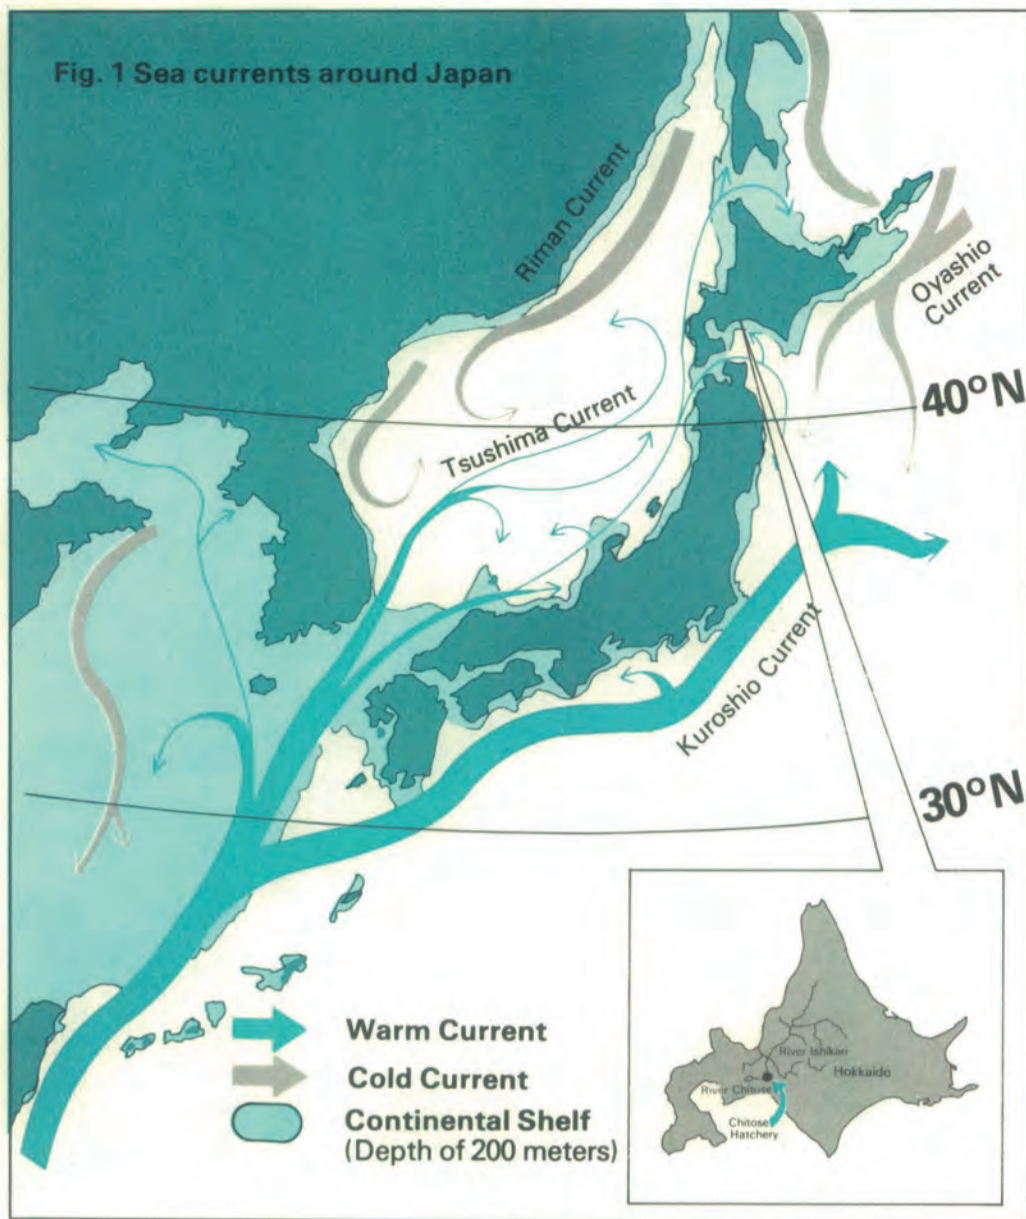 Fig. 1 Sea currents around Japan
Riman Current
Oyashio
Current
40°N
Tsushima Current
Kuroshio Current
30°N
Warm Current
Cold Current
Continental Shelf
(Depth of 200 meters)
River Ishikari
Hokkaido
River Chitose
Chitose
Hatchery